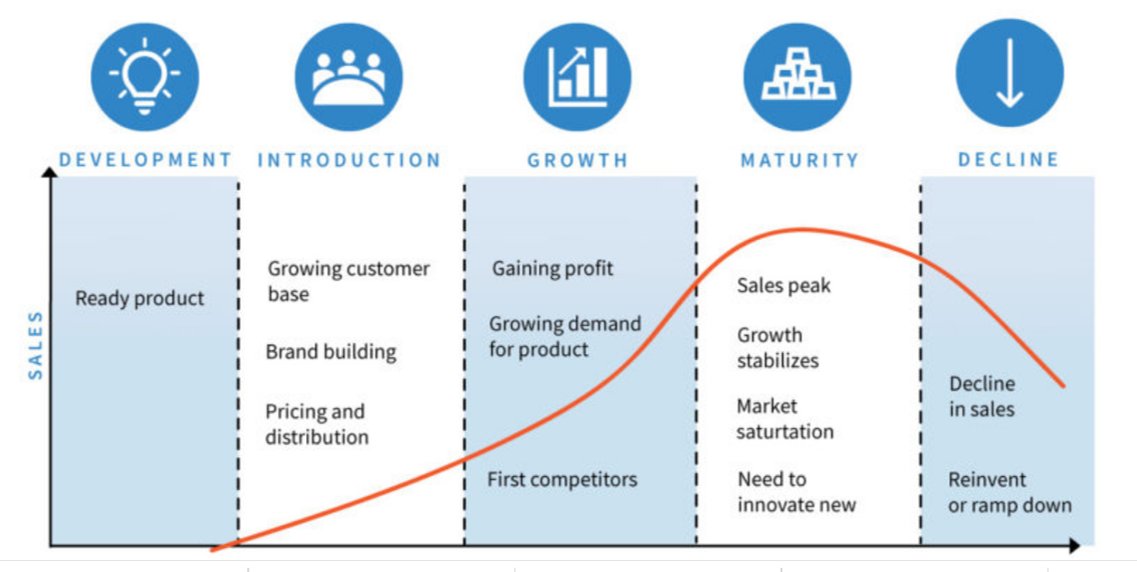 DEVELOPMENT
INTRODUCTION
GROWTH
MATURITY
DECLINE
SALES
Ready product
Growing customer
base
Brand building
Pricing and
distribution
Gaining profit
Growing demand
for product
First competitors
Sales peak
Growth
stabilizes
Market
saturtation
Need to
innovate new
Decline
in sales
Reinvent
or ramp down